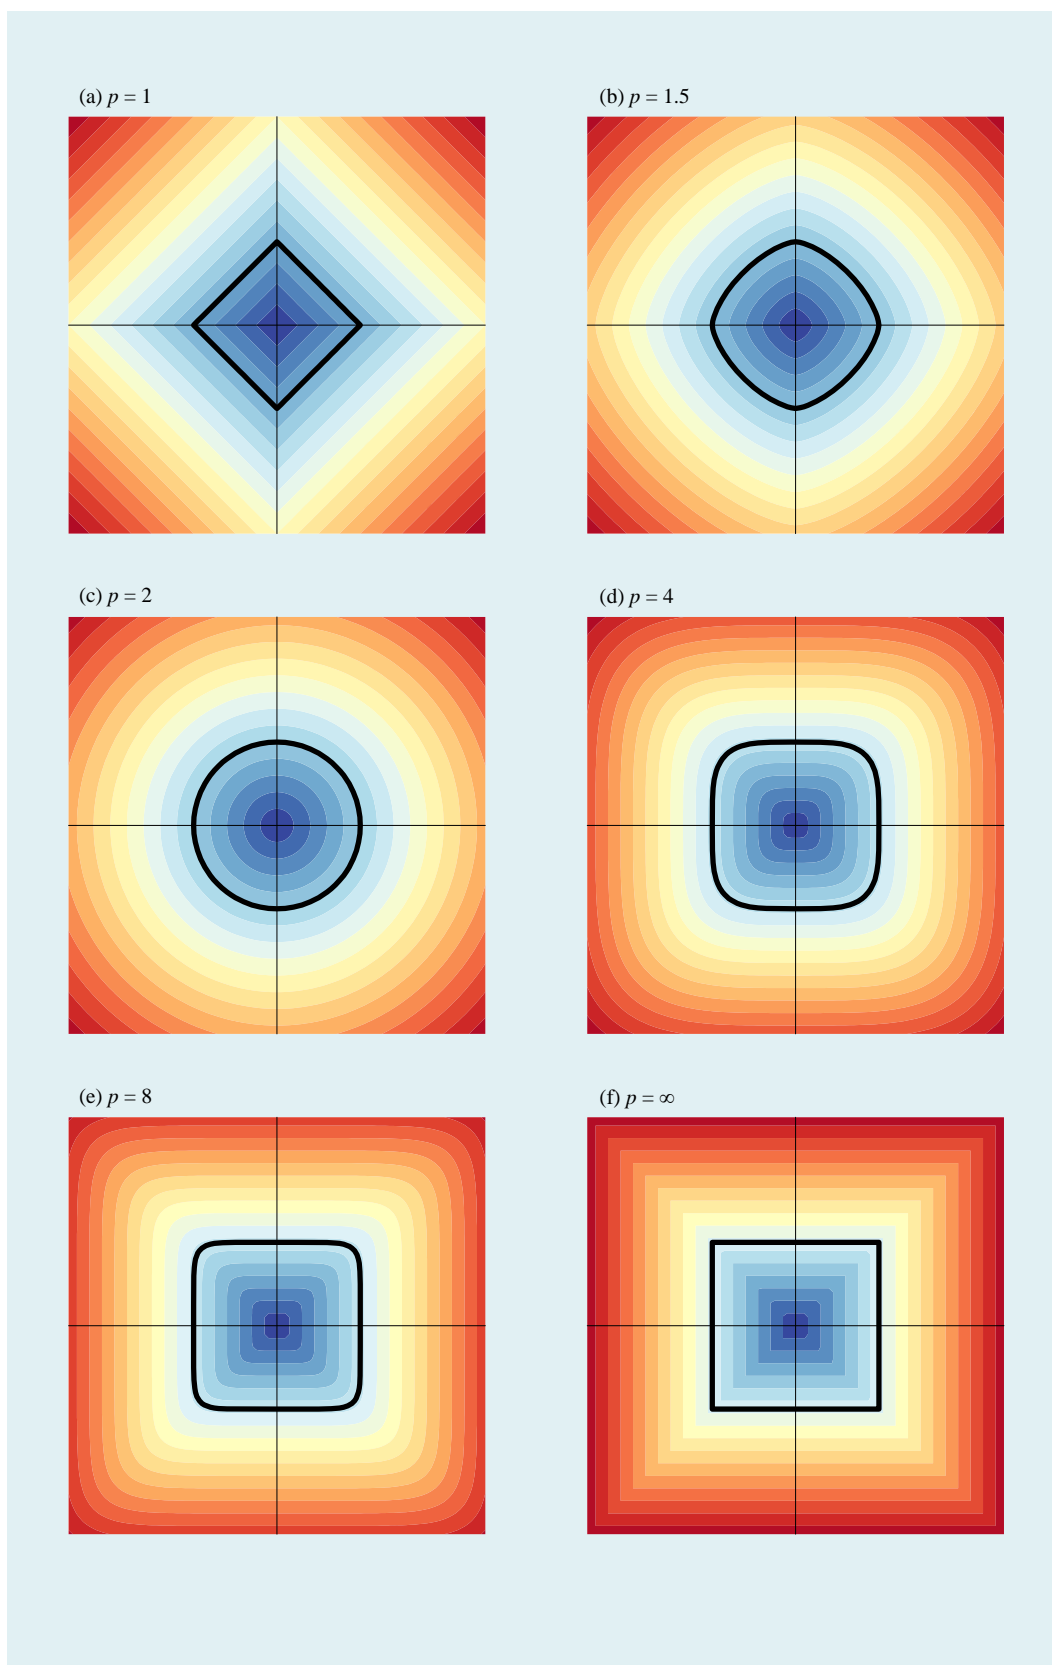 (a) p = 1
(b) p = 1.5
(c) p = 2
(d) p = 4
(e) p = 8
(f) p = ∞